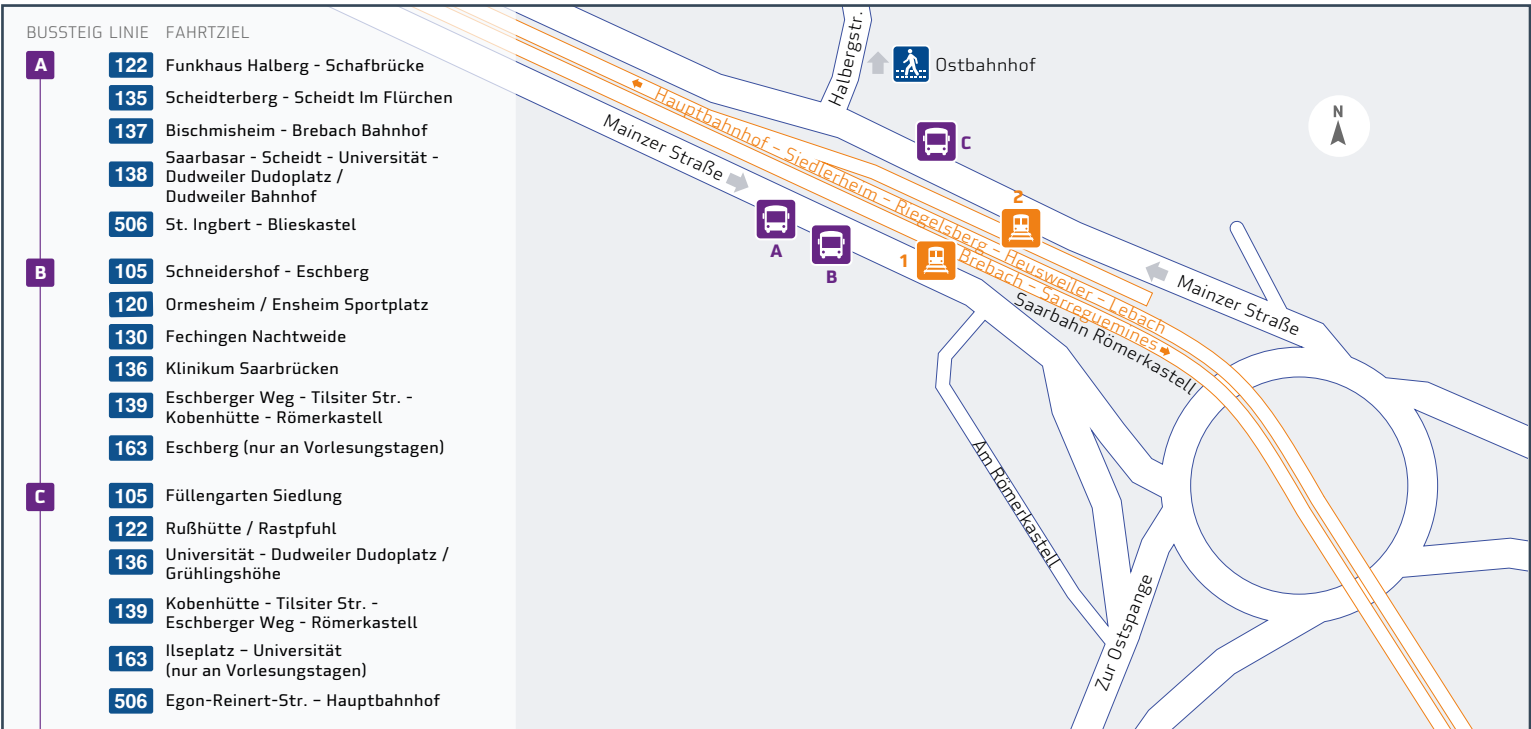 BUSSTEIG LINIE FAHRTZIEL
A
122 Funkhaus Halberg - Schafbrücke
135 Scheidterberg - Scheidt Im Flürchen
137 Bischmisheim - Brebach Bahnhof
138 Saarbasar - Scheidt - Universität -
Dudweiler Dudoplatz /
Dudweiler Bahnhof
506 St. Ingbert - Blieskastel
B
105 Schneidershof - Eschberg
120 Ormesheim / Ensheim Sportplatz
130 Fechingen Nachtweide
136 Klinikum Saarbrücken
139 Eschberger Weg - Tilsiter Str. -
Kobenhütte - Römerkastell
163 Eschberg (nur an Vorlesungstagen)
C
105 Füllengarten Siedlung
122 Rußhütte / Rastpfuhl
136 Universität - Dudweiler Dudoplatz /
Grühlingshöhe
139 Kobenhütte - Tilsiter Str. -
Eschberger Weg - Römerkastell
163 Ilseplatz – Universität
(nur an Vorlesungstagen)
506 Egon-Reinert-Str. – Hauptbahnhof
Halbergstr.
Ostbahnhof
N
Hauptbahnhof – Siedlerheim – Riegelsberg – Heusweiler – Lebach
Mainzer Straße
C
2
A
B
1
Brebach – Sarreguemines
Saarbahn Römerkastell
Mainzer Straße
Am Römerkastell
Zur Ostspange